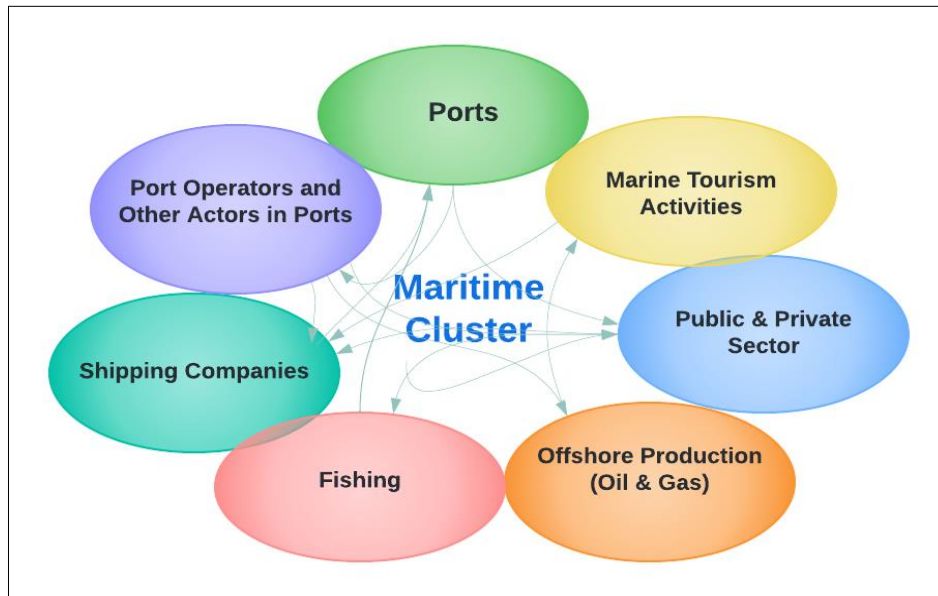 Ports
Marine Tourism
Activities
Port Operators and
Other Actors in Ports
Maritime
Cluster
Public & Private
Sector
Shipping Companies
Offshore Production
(Oil & Gas)
Fishing